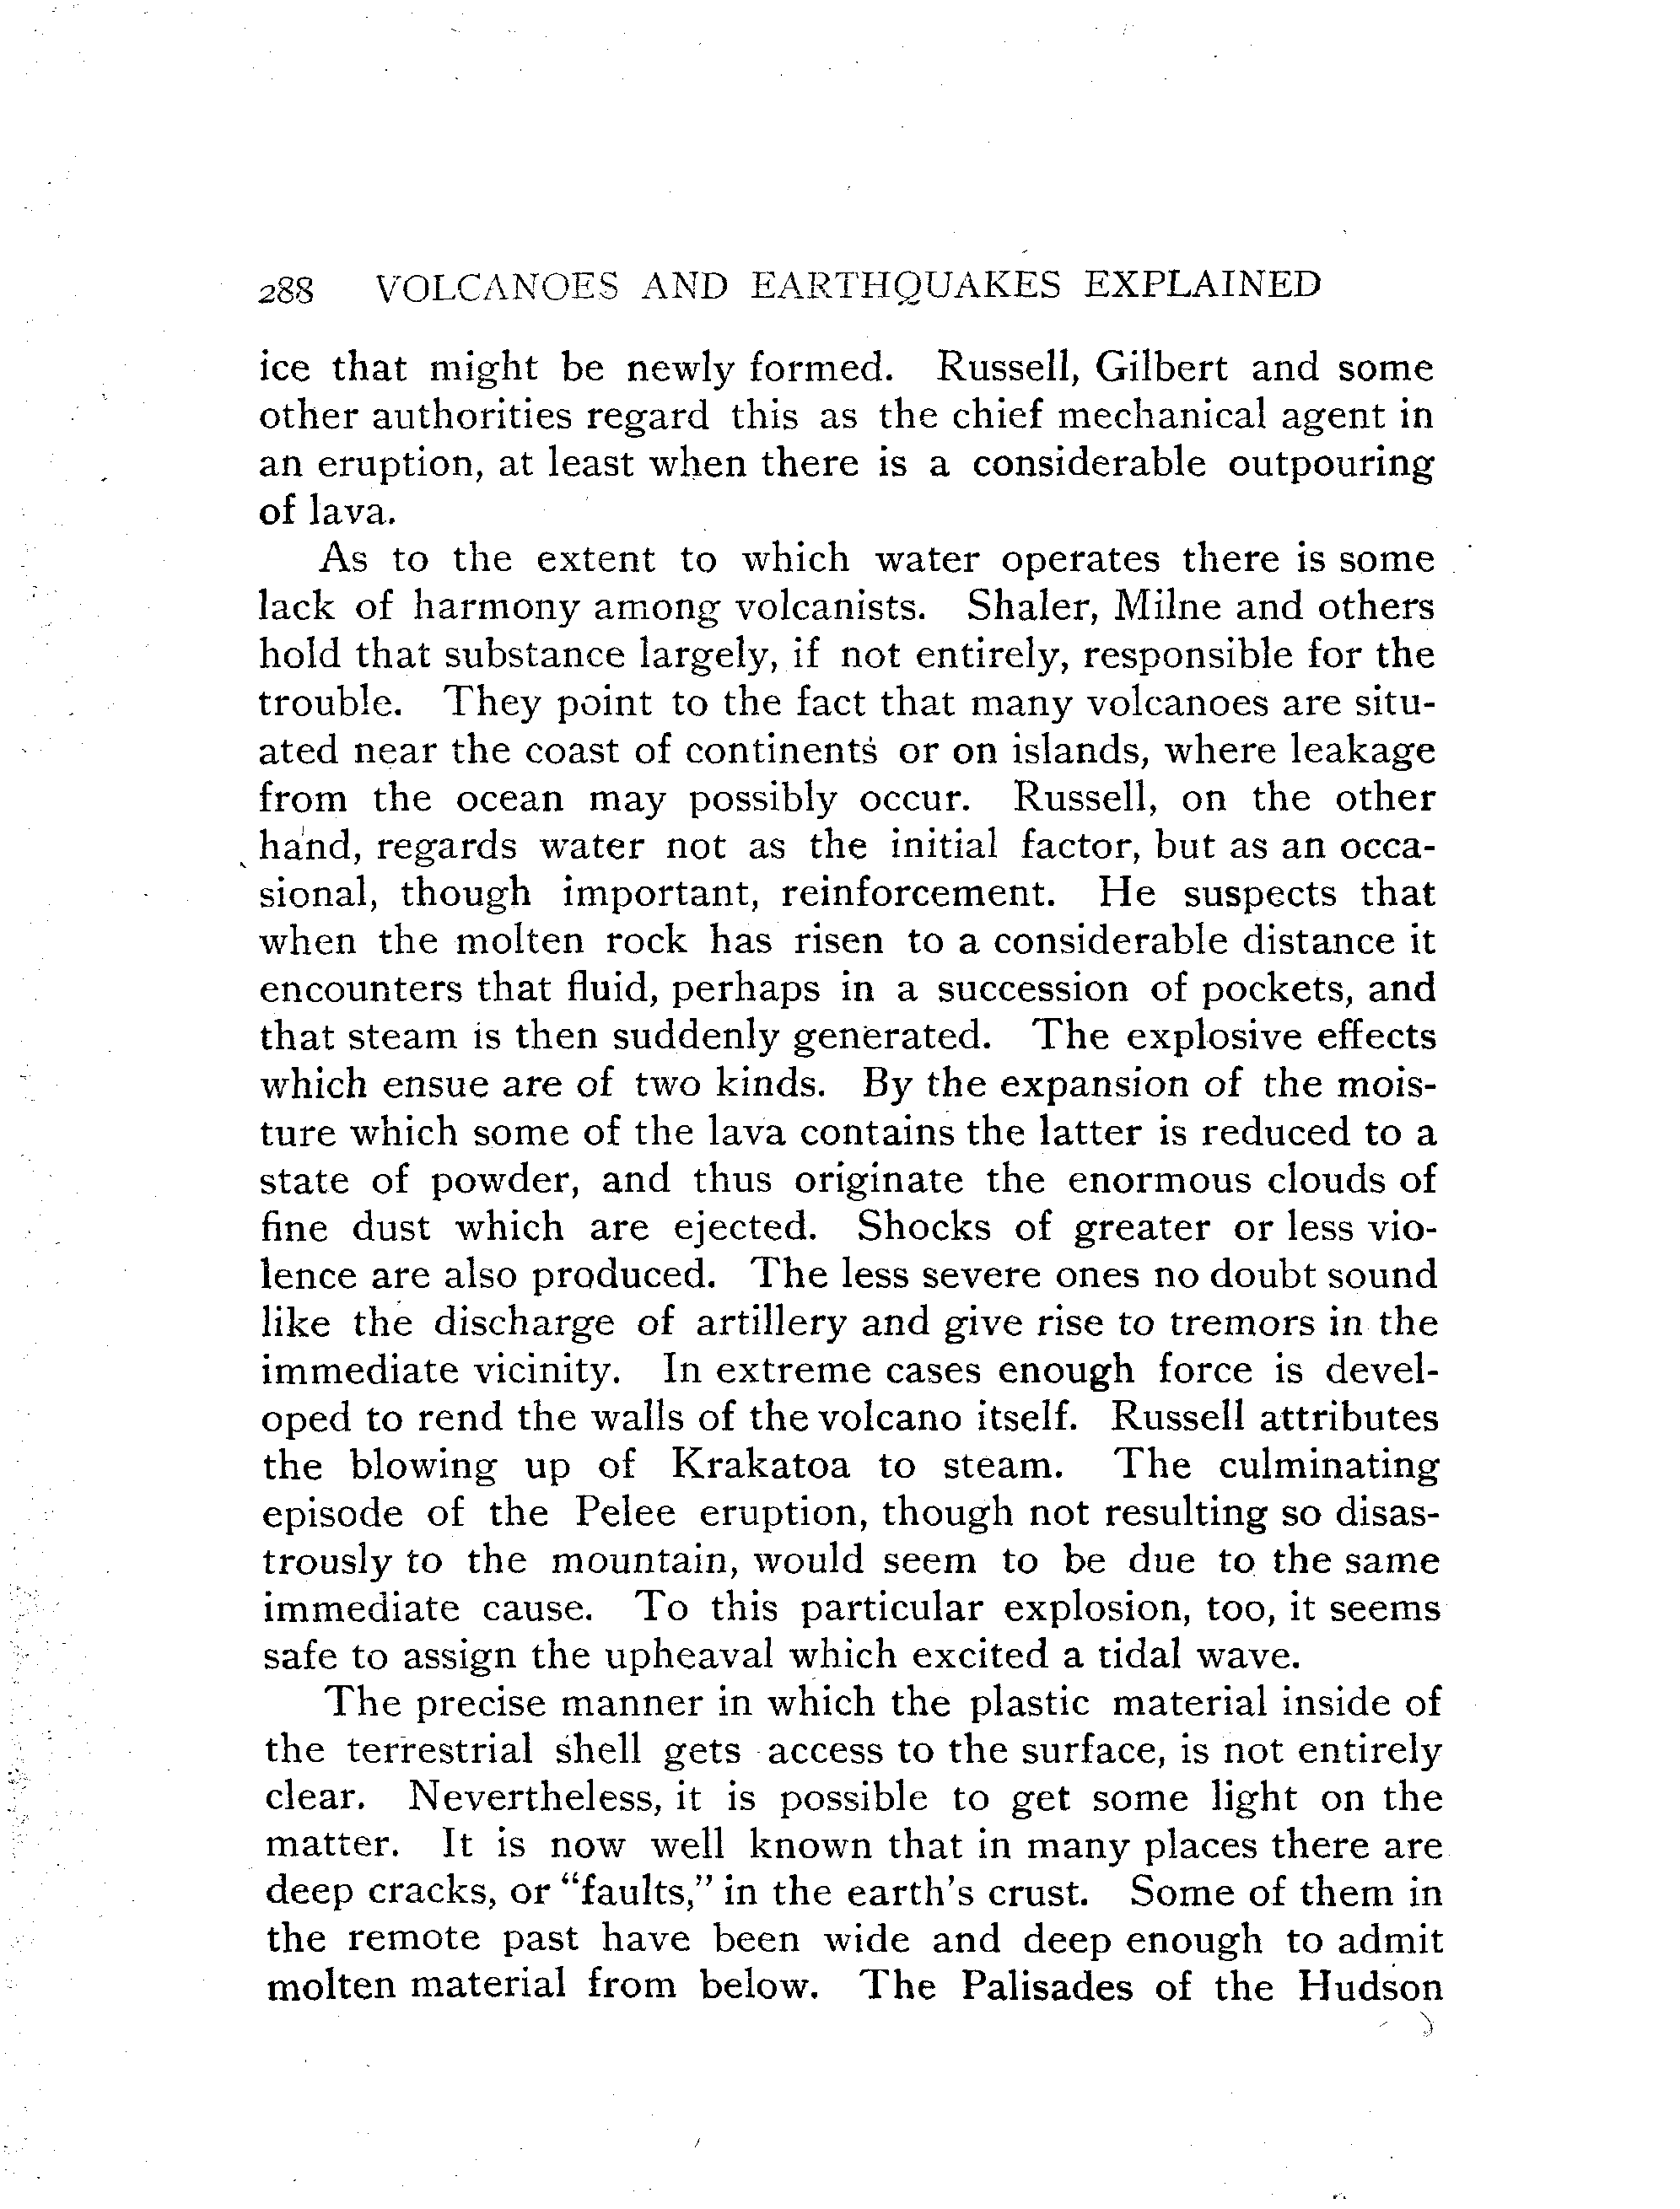 288 VOLCANOES AND EARTHQUAKES EXPLAINED
ice that might be newly formed. Russell, Gilbert and some
other authorities regard this as the chief mechanical agent in
an eruption, at least when there is a considerable outpouring
of lava.
As to the extent to which water operates there is some
lack of harmony among volcanists. Shaler, Milne and others
hold that substance largely, if not entirely, responsible for the
trouble. They point to the fact that many volcanoes are situ-
ated near the coast of continents or on islands, where leakage
from the ocean may possibly occur. Russell, on the other
hand, regards water not as the initial factor, but as an occa-
sional, though important, reinforcement. He suspects that
when the molten rock has risen to a considerable distance it
encounters that fluid, perhaps in a succession of pockets, and
that steam is then suddenly generated. The explosive effects
which ensue are of two kinds. By the expansion of the mois-
ture which some of the lava contains the latter is reduced to a
state of powder, and thus originate the enormous clouds of
fine dust which are ejected. Shocks of greater or less vio-
lence are also produced. The less severe ones no doubt sound
like the discharge of artillery and give rise to tremors in the
immediate vicinity. In extreme cases enough force is devel-
oped to rend the walls of the volcano itself. Russell attributes
the blowing up of Krakatoa to steam. The culminating
episode of the Pelee eruption, though not resulting so disas-
trously to the mountain, would seem to be due to the same
immediate cause. To this particular explosion, too, it seems
safe to assign the upheaval which excited a tidal wave.
The precise manner in which the plastic material inside of
the terrestrial shell gets access to the surface, is not entirely
clear. Nevertheless, it is possible to get some light on the
matter. It is now well known that in many places there are
deep cracks, or “faults,” in the earth's crust. Some of them in
the remote past have been wide and deep enough to admit
molten material from below. The Palisades of the Hudson